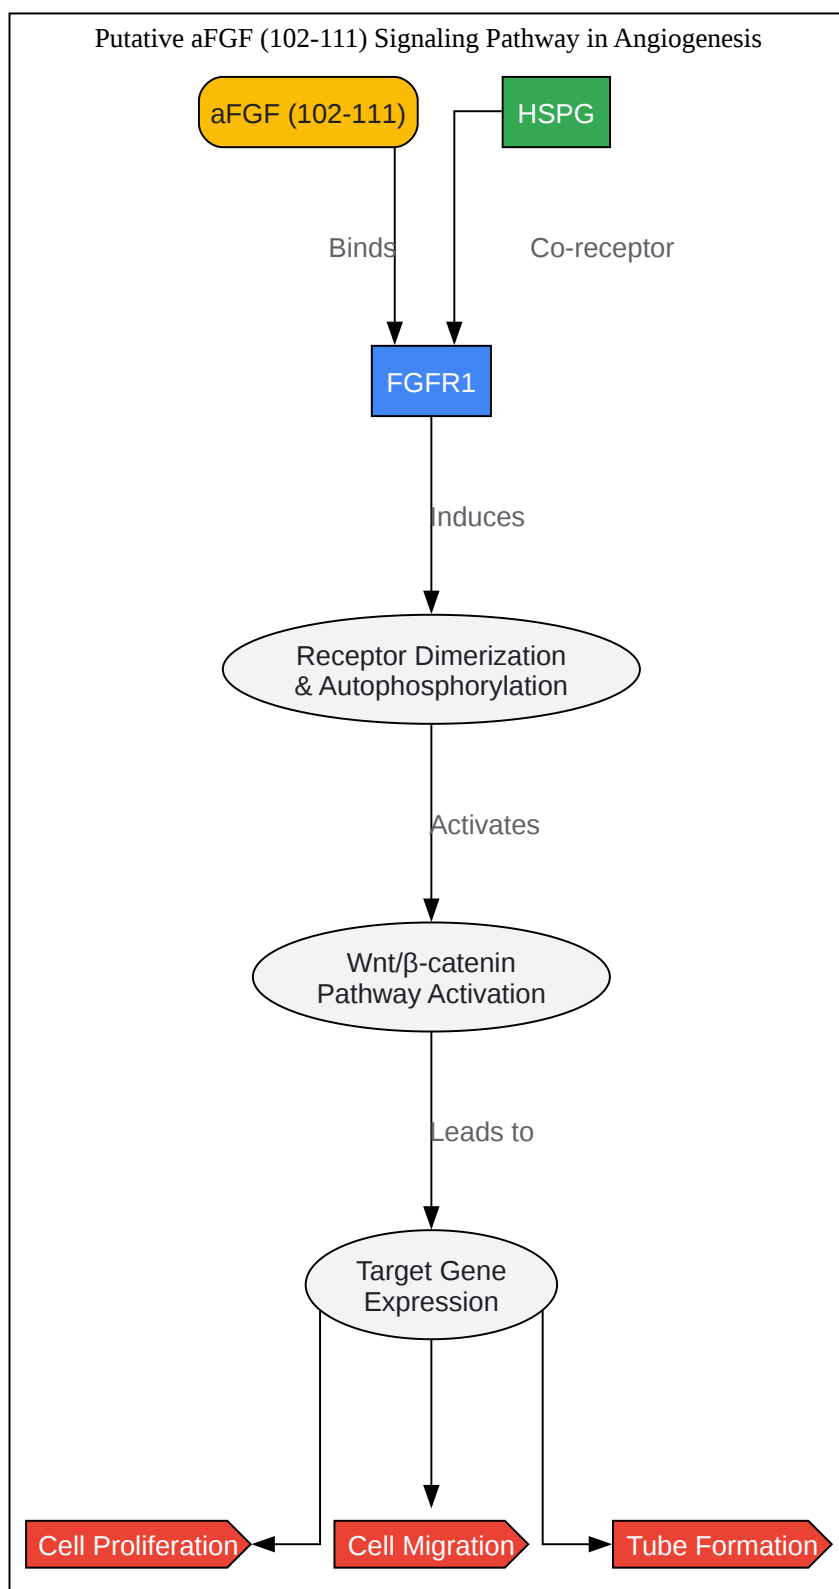 Putative aFGF (102-111) Signaling Pathway in Angiogenesis
aFGF (102-111)
HSPG
Binds
Co-receptor
FGFR1
Induces
Receptor Dimerization
& Autophosphorylation
Activates
Wnt/β-catenin
Pathway Activation
Leads to
Target Gene
Expression
Cell Proliferation
Cell Migration
Tube Formation